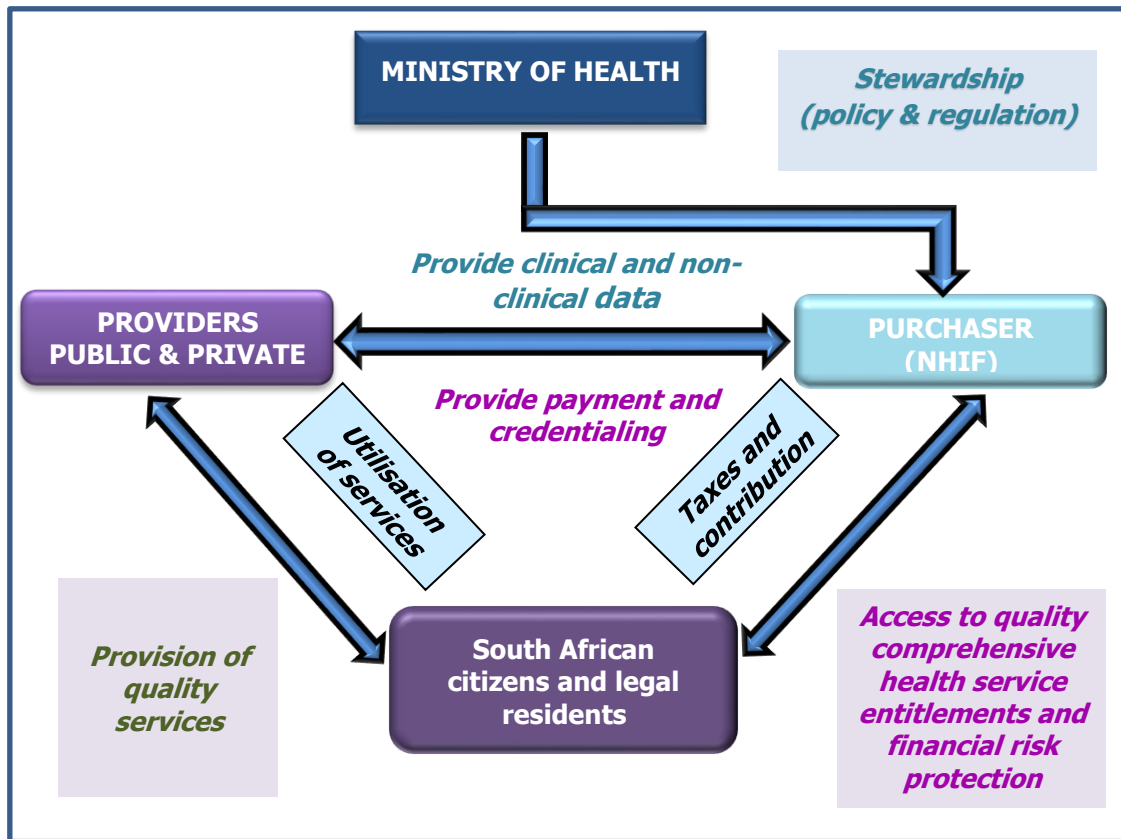 MINISTRY OF HEALTH
Stewardship
(policy & regulation)
Provide clinical and non-
clinical data
PROVIDERS
PUBLIC & PRIVATE
PURCHASER
(NHIF)
Provide payment and
credentialing
Utilisation
of services
Taxes and
contribution
Provision of
quality
services
South African
citizens and legal
residents
Access to quality
comprehensive
health service
entitlements and
financial risk
protection